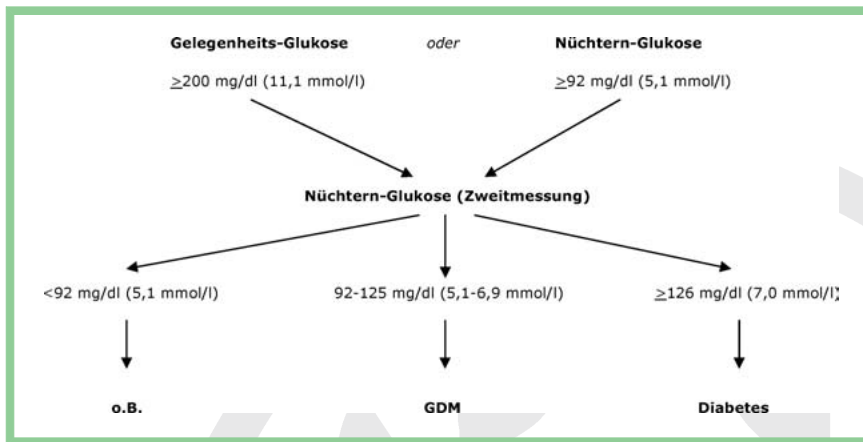 Gelegenheits-Glukose oder Nüchtern-Glukose
≥200 mg/dl (11,1 mmol/l) ≥92 mg/dl (5,1 mmol/l)
Nüchtern-Glukose (Zweitmessung)
<92 mg/dl (5,1 mmol/l) 92-125 mg/dl (5,1-6,9 mmol/l) ≥126 mg/dl (7,0 mmol/l)
o.B. GDM Diabetes